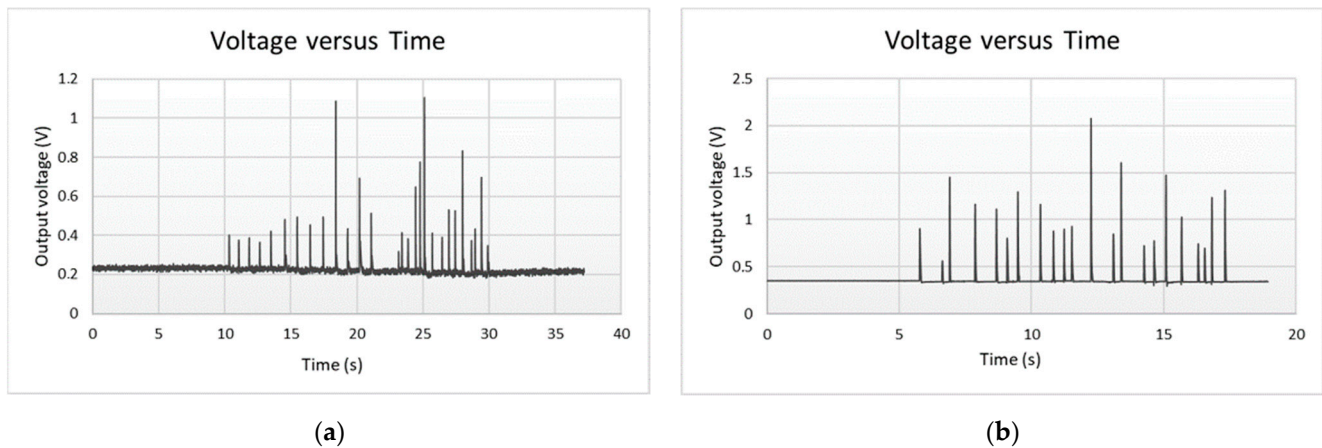 Voltage versus Time
1.2
1
0.8
0.6
0.4
0.2
0
Output voltage (V)
0 5 10 15 20 25 30 35 40
Time (s)
(a)
Voltage versus Time
2.5
2
1.5
1
0.5
0
Output voltage (V)
0 5 10 15 20
Time (s)
(b)